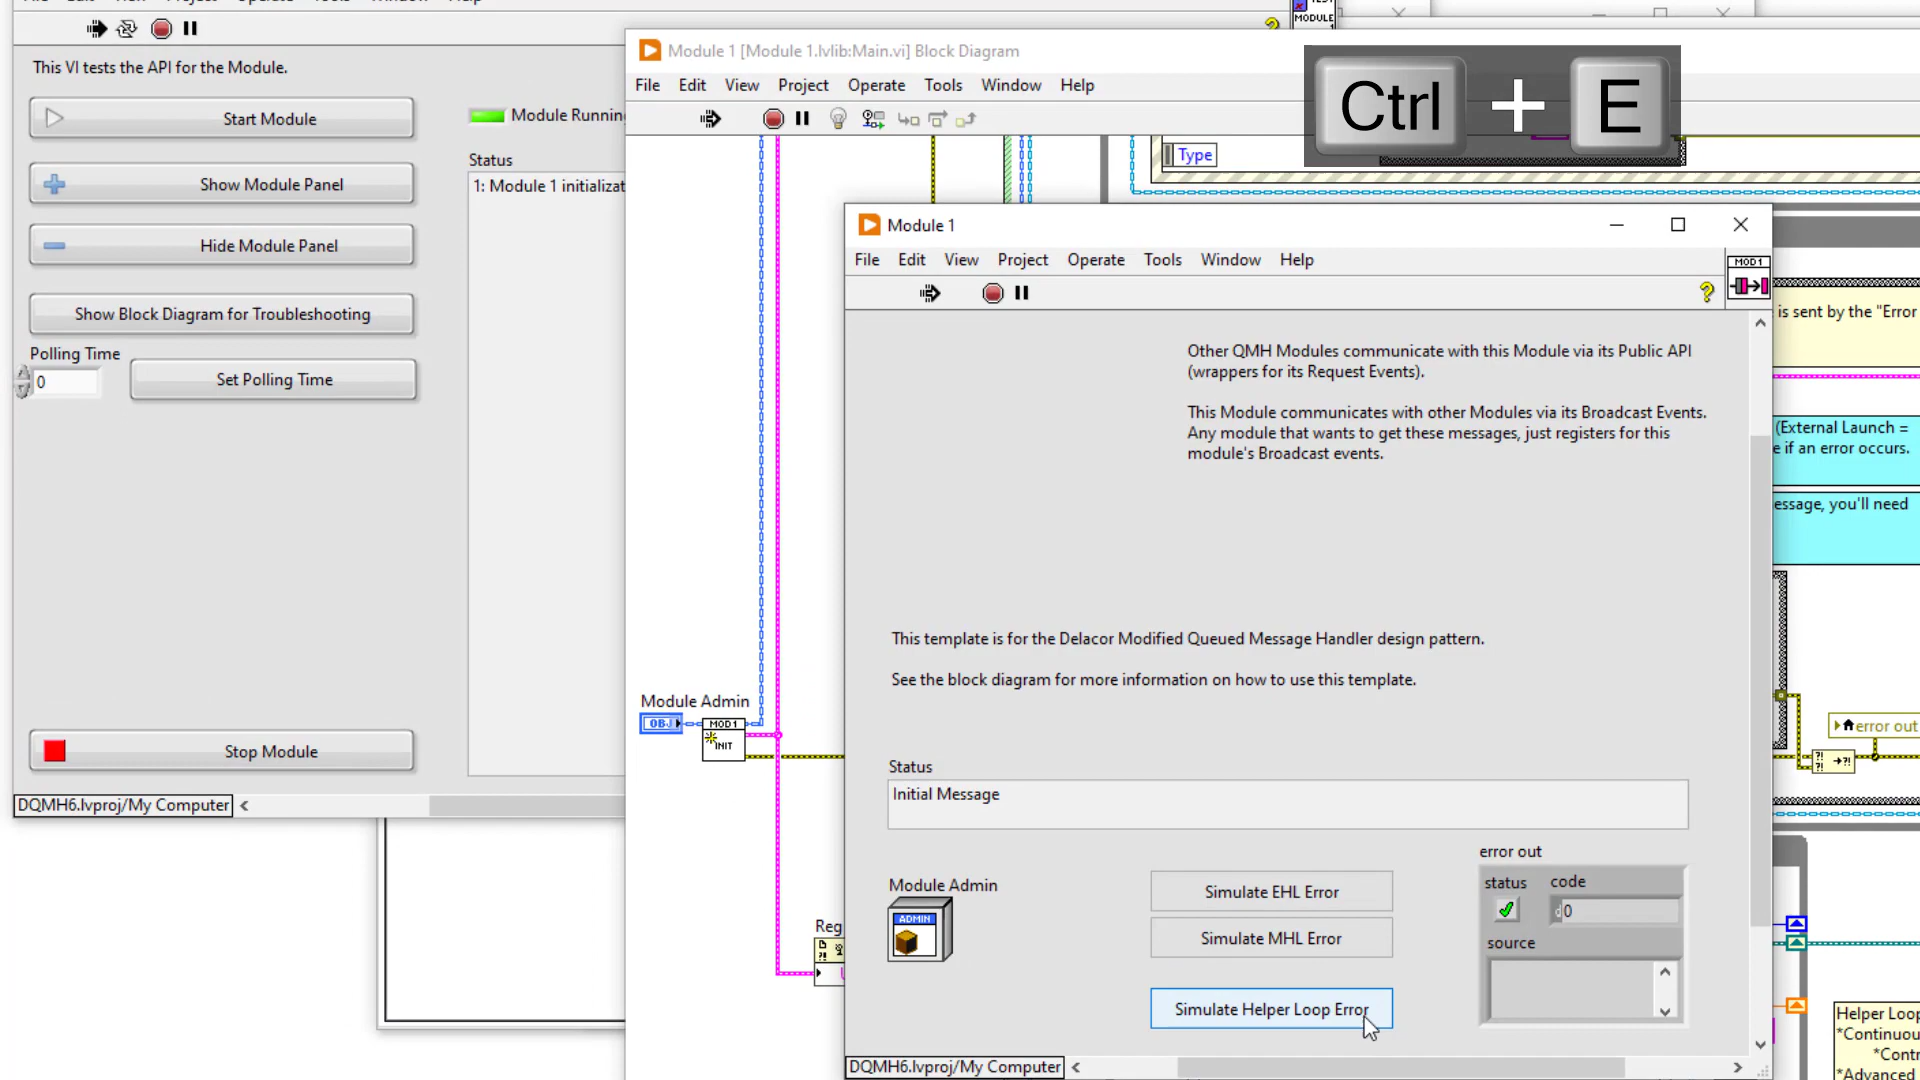 This VI tests the API for the Module.
Start Module
Show Module Panel
Hide Module Panel
Show Block Diagram for Troubleshooting
Polling Time
0
Set Polling Time
Stop Module
DQMH6.lvproj/My Computer
Module Runnin
Status
1: Module 1 initializat
MODULE
Module 1 [Module 1.lvlib:Main.vi] Block Diagram
File Edit View Project Operate Tools Window Help
Ctrl + E
Type
Module Admin
OBJ
MOD1
INIT
Reg
Module 1
File Edit View Project Operate Tools Window Help
MOD1
Other QMH Modules communicate with this Module via its Public API
(wrappers for its Request Events).
This Module communicates with other Modules via its Broadcast Events.
Any module that wants to get these messages, just registers for this
module's Broadcast events.
This template is for the Delacor Modified Queued Message Handler design pattern.
See the block diagram for more information on how to use this template.
Status
Initial Message
Module Admin
ADMIN
Simulate EHL Error
Simulate MHL Error
Simulate Helper Loop Error
error out
status code
0
source
DQMH6.lvproj/My Computer
is sent by the "Error
(External Launch =
e if an error occurs.
essage, you'll need
error out
Helper Loop
*Continuou
*Contr
*Advanced